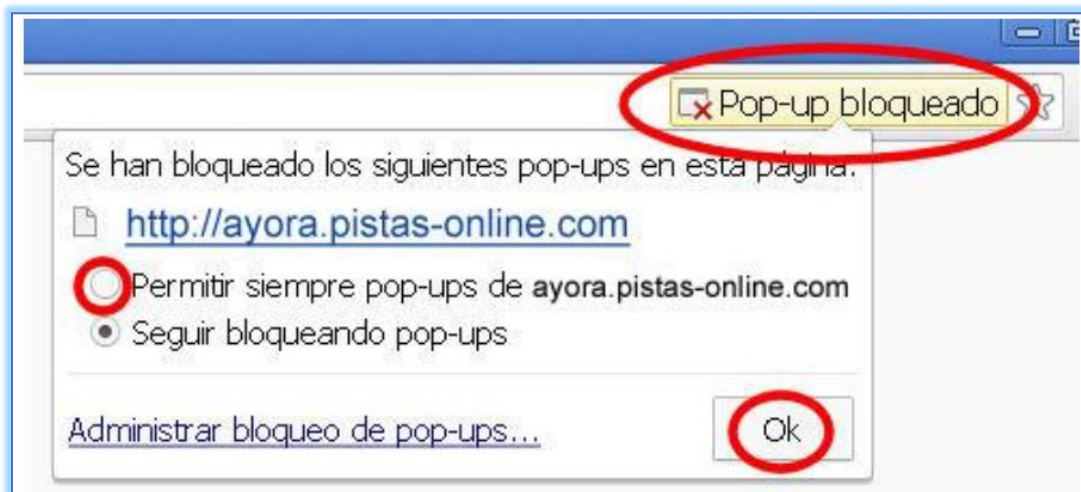 Pop-up bloqueado
Se han bloqueado los siguientes pop-ups en esta página:
http://ayora.pistas-online.com
Permitir siempre pop-ups de ayora.pistas-online.com
Seguir bloqueando pop-ups
Administrar bloqueo de pop-ups...
Ok